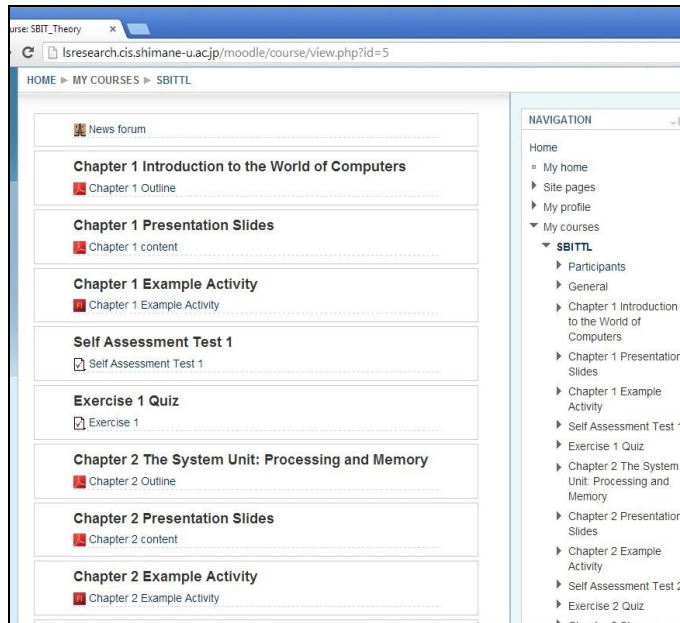 urse: SBIT_Theory
lsresearch.cis.shimane-u.ac.jp/moodle/course/view.php?id=5
HOME ► MY COURSES ► SBITTL
News forum
Chapter 1 Introduction to the World of Computers
Chapter 1 Outline
Chapter 1 Presentation Slides
Chapter 1 content
Chapter 1 Example Activity
Chapter 1 Example Activity
Self Assessment Test 1
Self Assessment Test 1
Exercise 1 Quiz
Exercise 1
Chapter 2 The System Unit: Processing and Memory
Chapter 2 Outline
Chapter 2 Presentation Slides
Chapter 2 content
Chapter 2 Example Activity
Chapter 2 Example Activity
NAVIGATION
Home
My home
Site pages
My profile
My courses
SBITTL
Participants
General
Chapter 1 Introduction
to the World of
Computers
Chapter 1 Presentation
Slides
Chapter 1 Example
Activity
Self Assessment Test 1
Exercise 1 Quiz
Chapter 2 The System
Unit: Processing and
Memory
Chapter 2 Presentation
Slides
Chapter 2 Example
Activity
Self Assessment Test 2
Exercise 2 Quiz